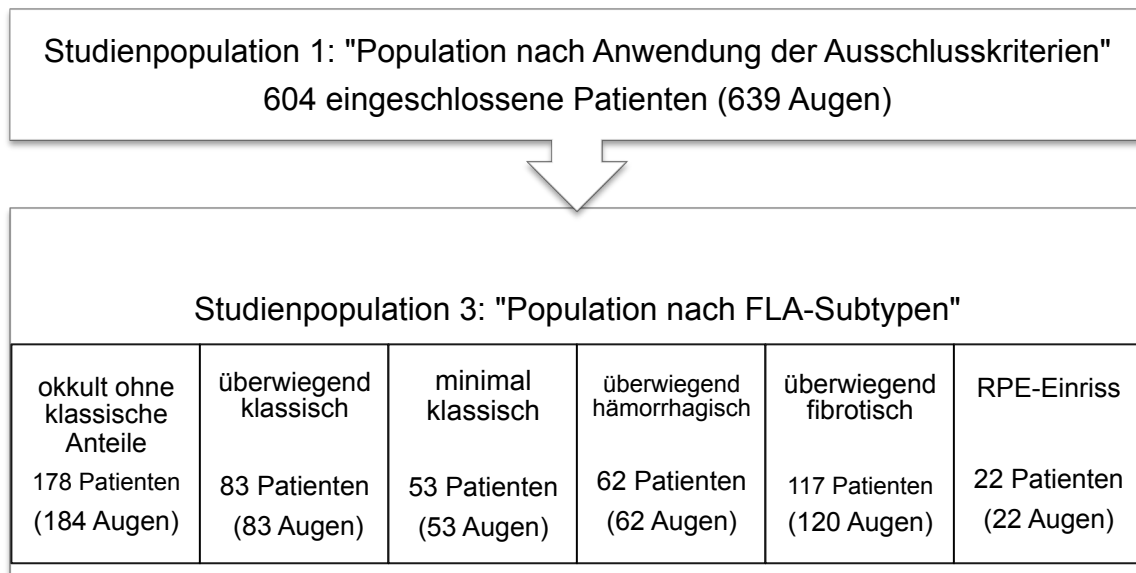 Studienpopulation 1: "Population nach Anwendung der Ausschlusskriterien"
604 eingeschlossene Patienten (639 Augen)
Studienpopulation 3: "Population nach FLA-Subtypen"
okkult ohne
klassische
Anteile
178 Patienten
(184 Augen)
überwiegend
klassisch
83 Patienten
(83 Augen)
minimal
klassisch
53 Patienten
(53 Augen)
überwiegend
hämorrhagisch
62 Patienten
(62 Augen)
überwiegend
fibrotisch
117 Patienten
(120 Augen)
RPE-Einriss
22 Patienten
(22 Augen)